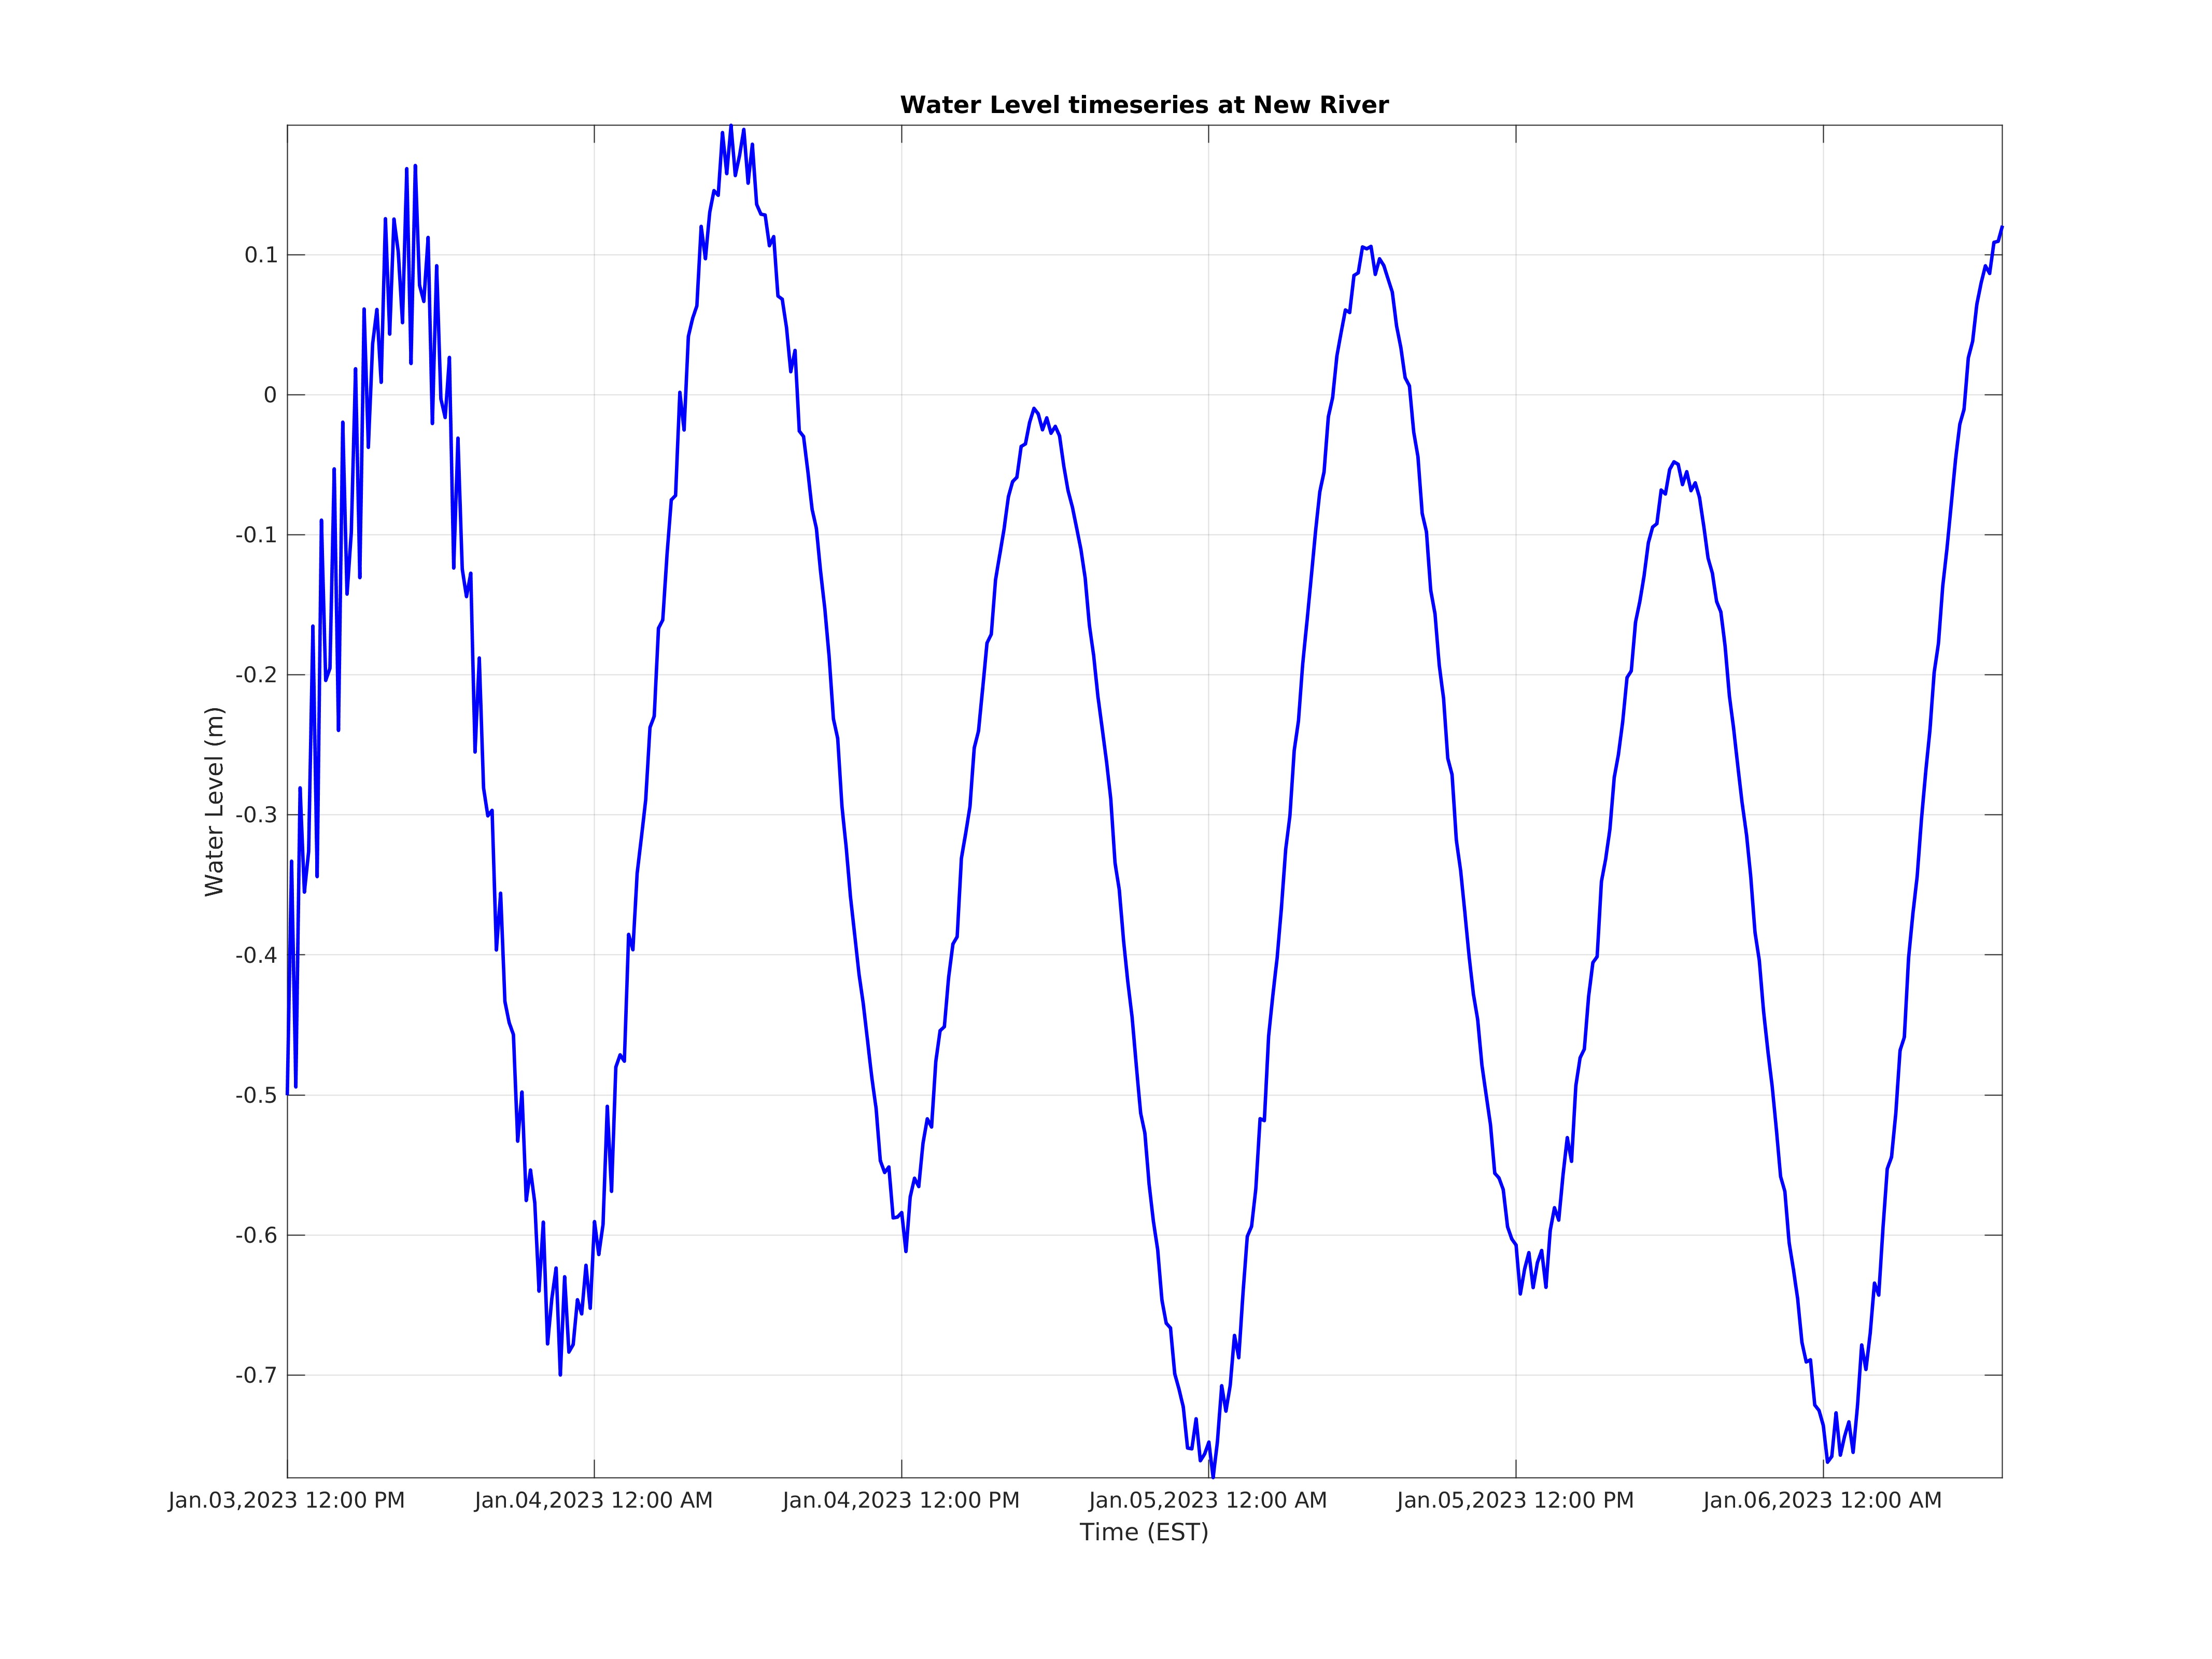 Water Level timeseries at New River
0.1
0
-0.1
-0.2
-0.3
-0.4
-0.5
-0.6
-0.7
Water Level (m)
Jan.03,2023 12:00 PM Jan.04,2023 12:00 AM Jan.04,2023 12:00 PM Jan.05,2023 12:00 AM Jan.05,2023 12:00 PM Jan.06,2023 12:00 AM
Time (EST)